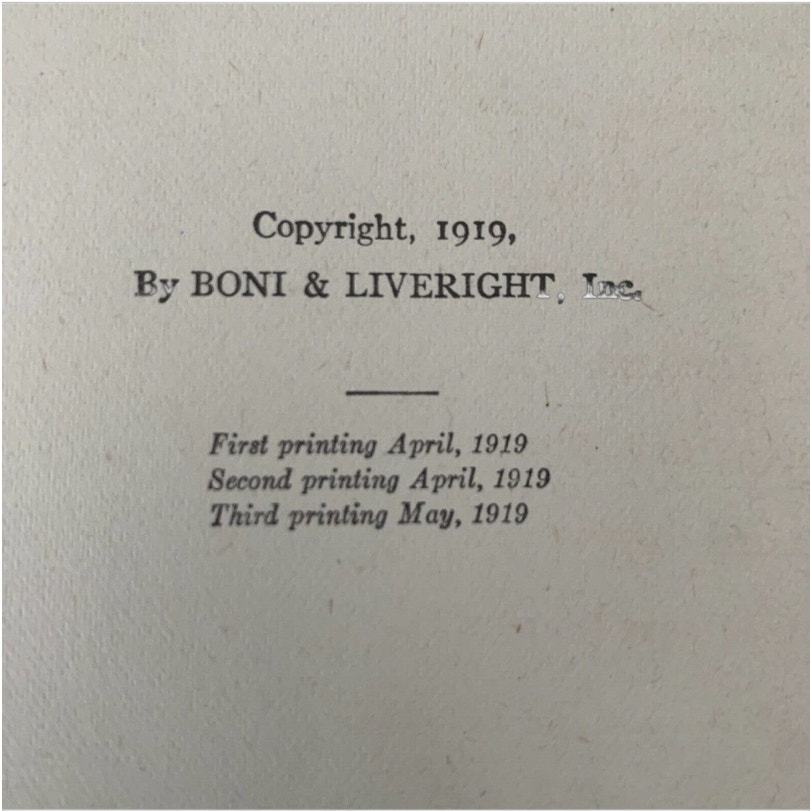 Copyright, 1919,
By BONI & LIVERIGHT, Inc.
First printing April, 1919
Second printing April, 1919
Third printing May, 1919